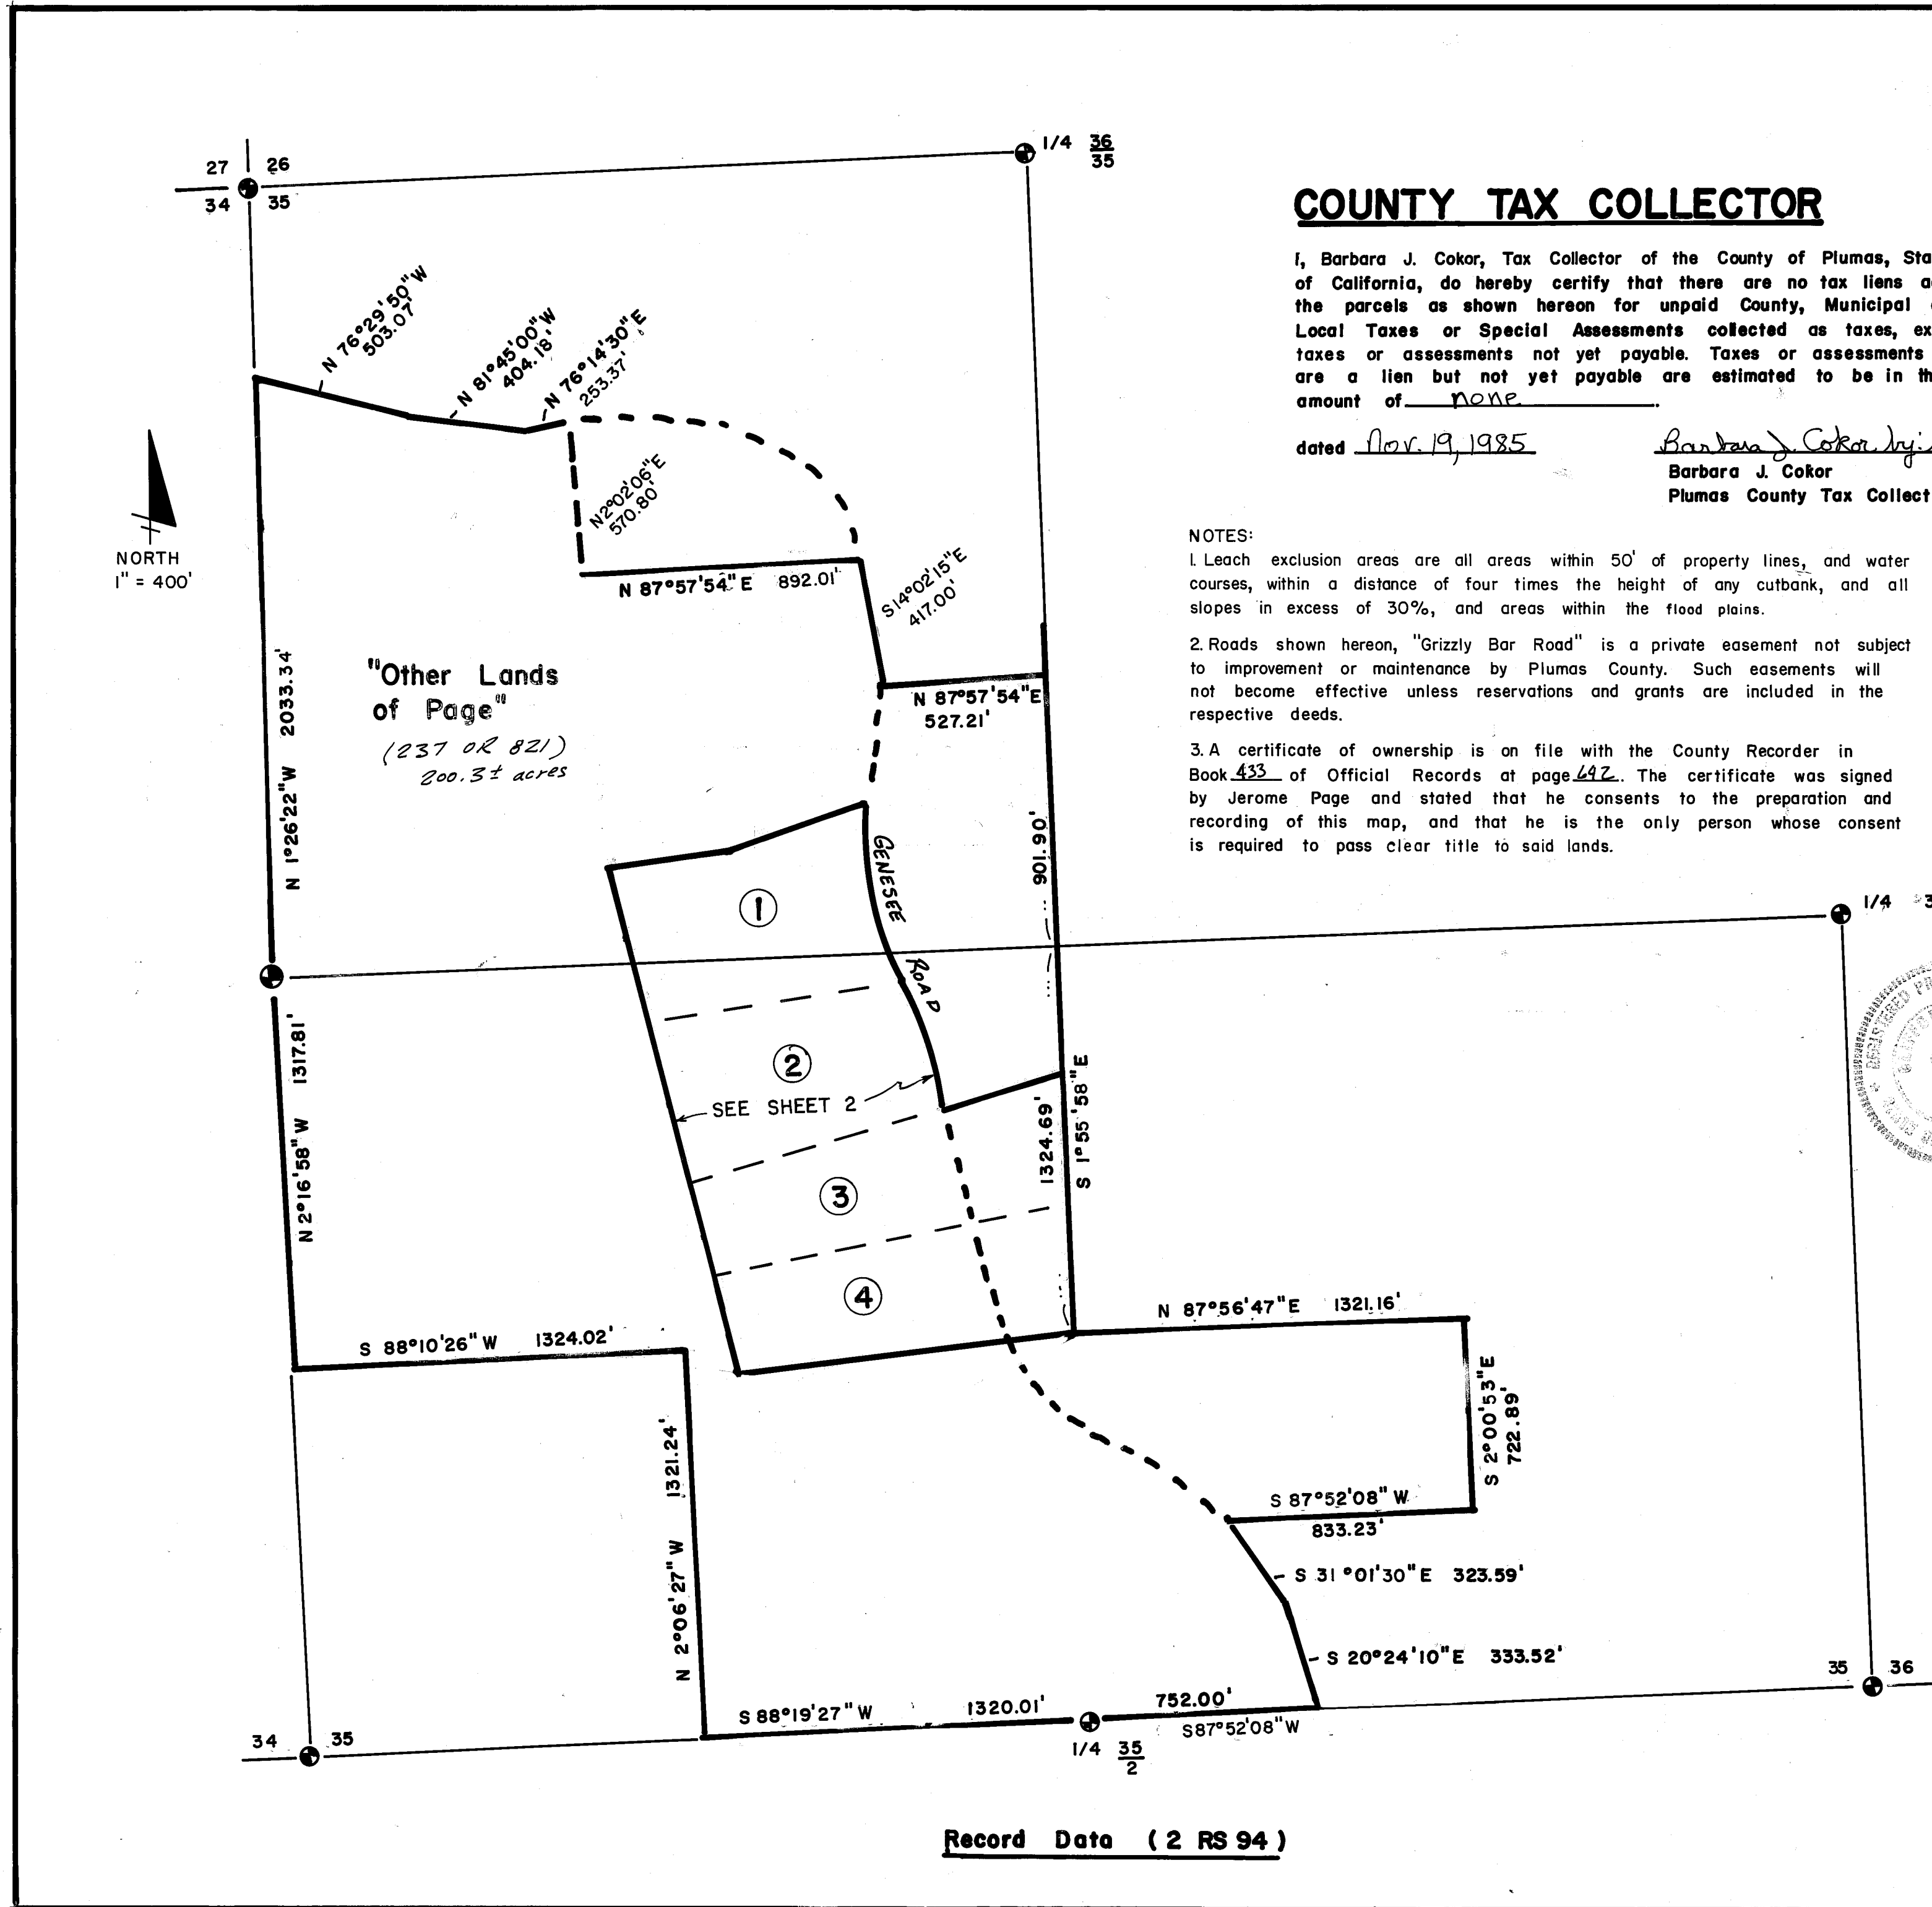 27 26
34 35
1/4 36
35
COUNTY TAX COLLECTOR
I, Barbara J. Cokor, Tax Collector of the County of Plumas, Sta
of California, do hereby certify that there are no tax liens a
the parcels as shown hereon for unpaid County, Municipal
Local Taxes or Special Assessments collected as taxes, ex
taxes or assessments not yet payable. Taxes or assessments
are a lien but not yet payable are estimated to be in th
amount of none.
dated Nov. 19, 1985 Barbara J. Cokor by:
Barbara J. Cokor
Plumas County Tax Collect
NOTES:
1. Leach exclusion areas are all areas within 50' of property lines, and water
courses, within a distance of four times the height of any cutbank, and all
slopes in excess of 30%, and areas within the flood plains.
2. Roads shown hereon, "Grizzly Bar Road" is a private easement not subject
to improvement or maintenance by Plumas County. Such easements will
not become effective unless reservations and grants are included in the
respective deeds.
3. A certificate of ownership is on file with the County Recorder in
Book 433 of Official Records at page 692. The certificate was signed
by Jerome Page and stated that he consents to the preparation and
recording of this map, and that he is the only person whose consent
is required to pass clear title to said lands.
N 76°29'50" W
503.07'
N 81°45'00" W
404.18'
N 76°14'30" E
253.37'
N2°02'06"E
570.80'
NORTH
1" = 400'
N 87°57'54" E 892.01'
S14°02'15"E
417.00'
N 87°57'54"E
527.21'
"Other Lands
of Page"
(237 OR 821)
200.3± acres
N 1°26'22" W 2033.34'
901.90'
GENESEE
ROAD
1
2
SEE SHEET 2
3
4
1/4 3
N 2°16'58" W 1317.81'
1324.69'
S 1°55'58" E
N 87°56'47" E 1321.16'
S 88°10'26" W 1324.02'
S 2°00'53" E
722.89'
N 2°06'27" W 1321.24'
S 87°52'08" W
833.23'
S 31°01'30" E 323.59'
S 20°24'10" E 333.52'
35 36
S 88°19'27" W 1320.01'
752.00'
S87°52'08" W
34 35
1/4 35
2
Record Data (2 RS 94)